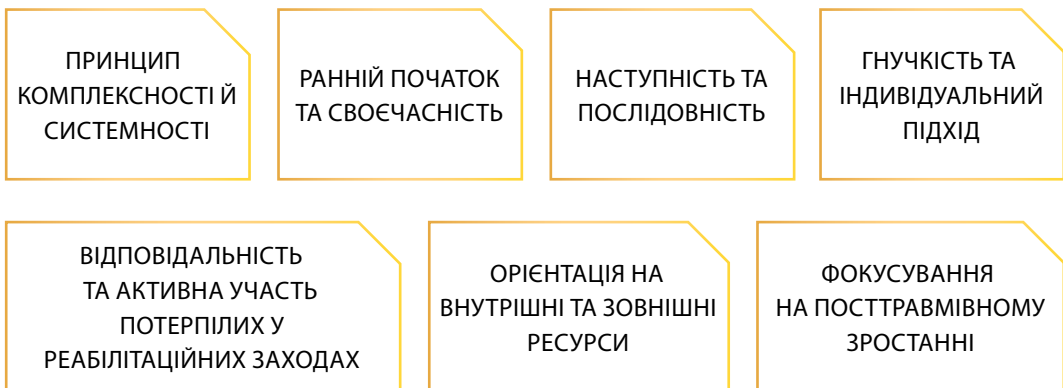 ПРИНЦИП
КОМПЛЕКСНОСТІ Й
СИСТЕМНОСТІ
РАННІЙ ПОЧАТОК
ТА СВОЄЧАСНІСТЬ
НАСТУПНІСТЬ ТА
ПОСЛІДОВНІСТЬ
ГНУЧКІСТЬ ТА
ІНДИВІДУАЛЬНИЙ
ПІДХІД
ВІДПОВІДАЛЬНІСТЬ
ТА АКТИВНА УЧАСТЬ
ПОТЕРПІЛИХ У
РЕАБІЛІТАЦІЙНИХ ЗАХОДАХ
ОРІЄНТАЦІЯ НА
ВНУТРІШНІ ТА ЗОВНІШНІ
РЕСУРСИ
ФОКУСУВАННЯ
НА ПОСТТРАВМІВНОМУ
ЗРОСТАННІ